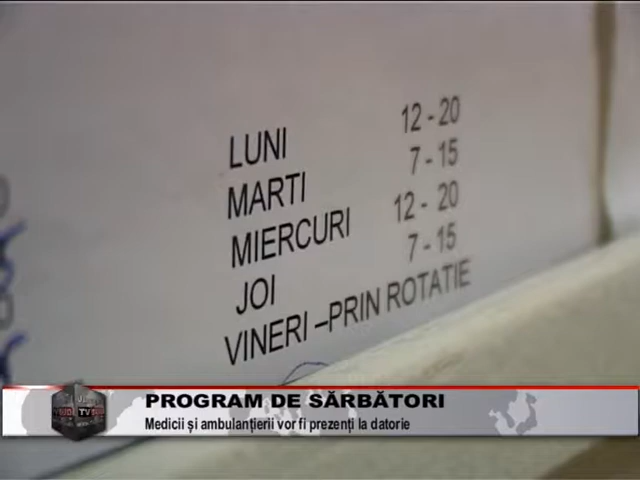 LUNI 12 - 20
MARTI 7 - 15
MIERCURI 12 - 20
JOI 7 - 15
VINERI –PRIN ROTATIE
PROGRAM DE SĂRBĂTORI
Medicii și ambulanțierii vor fi prezenți la datorie
TV